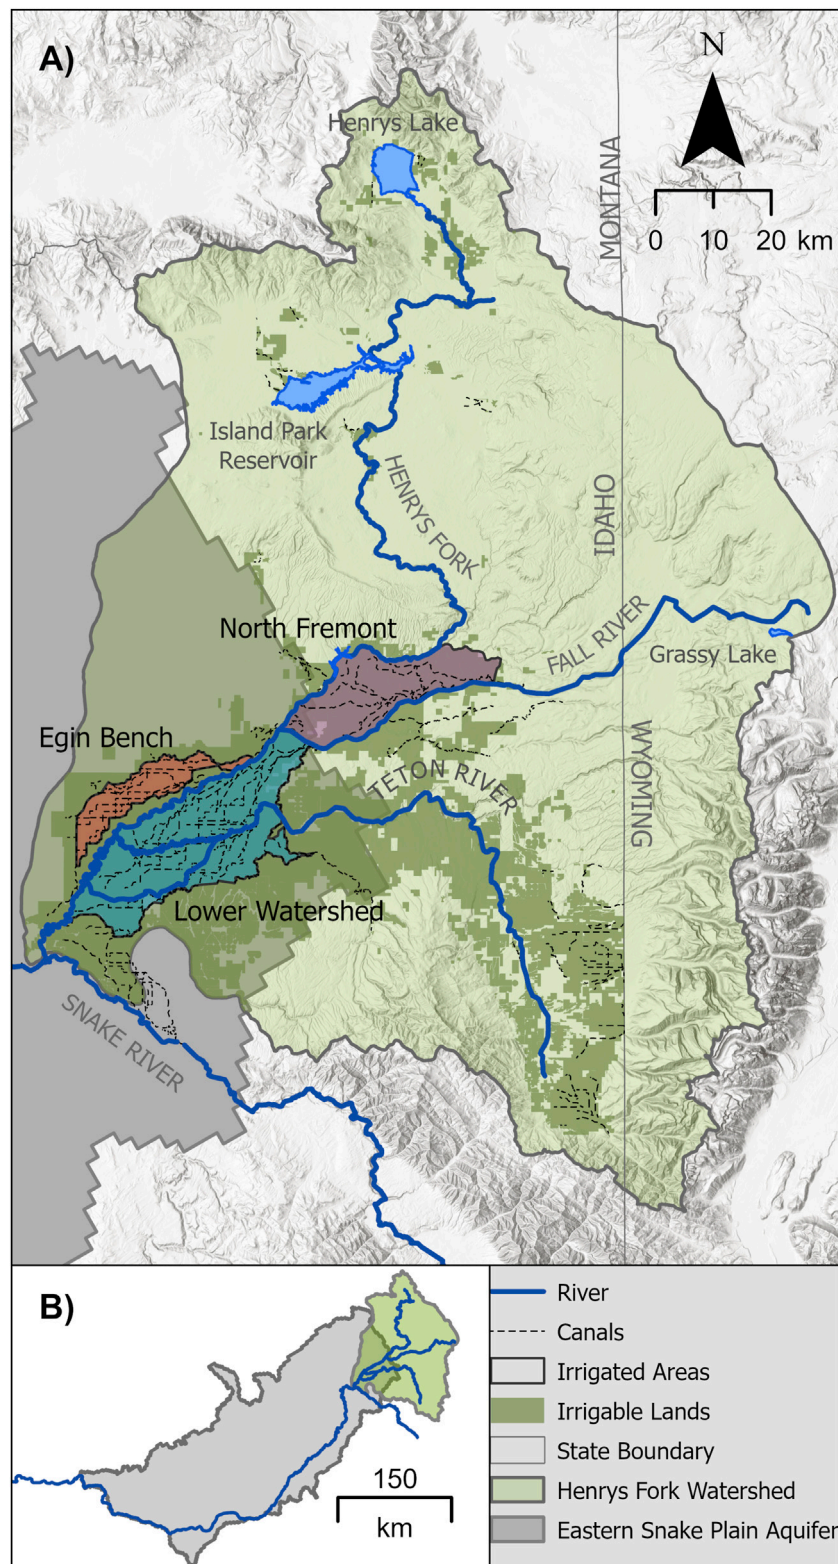 A)
N
Henrys Lake
MONTANA
0 10 20 km
Island Park
Reservoir
HENRYS FORK
IDAHO
North Fremont
FALL RIVER
Grassy Lake
Egin Bench
TETON RIVER
WYOMING
Lower Watershed
SNAKE RIVER
B)
150
km
River
Canals
Irrigated Areas
Irrigable Lands
State Boundary
Henrys Fork Watershed
Eastern Snake Plain Aquifer